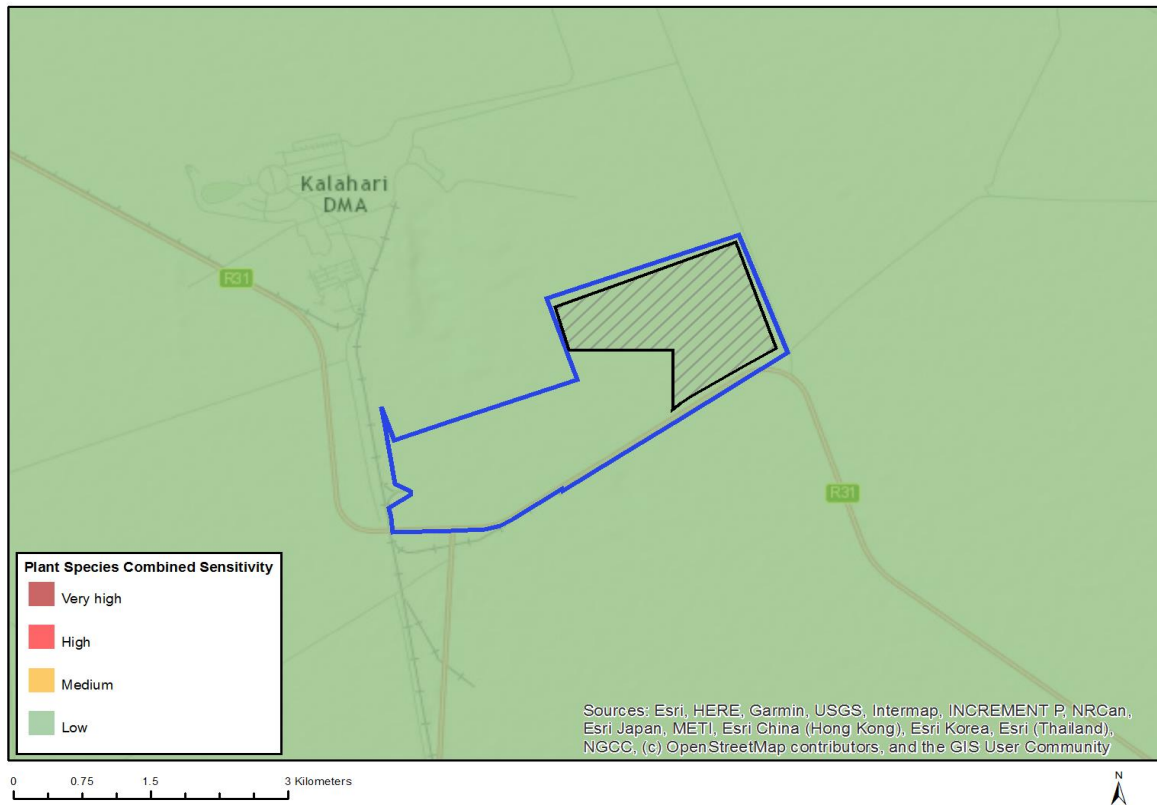 Kalahari
DMA
R31
R31
Plant Species Combined Sensitivity
Very high
High
Medium
Low
Sources: Esri, HERE, Garmin, USGS, Intermap, INCREMENT P, NRCan,
Esri Japan, METI, Esri China (Hong Kong), Esri Korea, Esri (Thailand),
NGCC, (c) OpenStreetMap contributors, and the GIS User Community
0 0.75 1.5 3 Kilometers
N